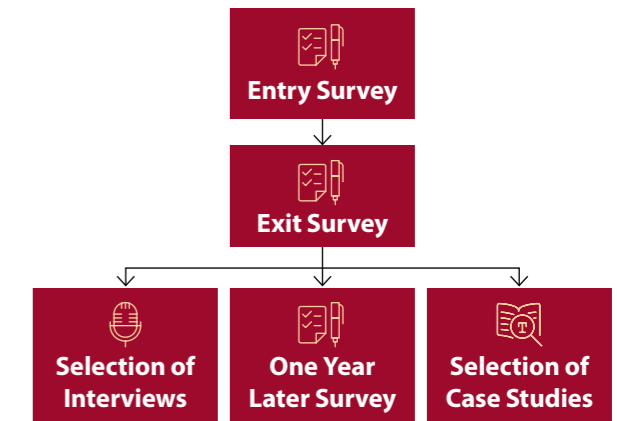 Entry Survey
Exit Survey
Selection of
Interviews
One Year
Later Survey
T
Selection of
Case Studies